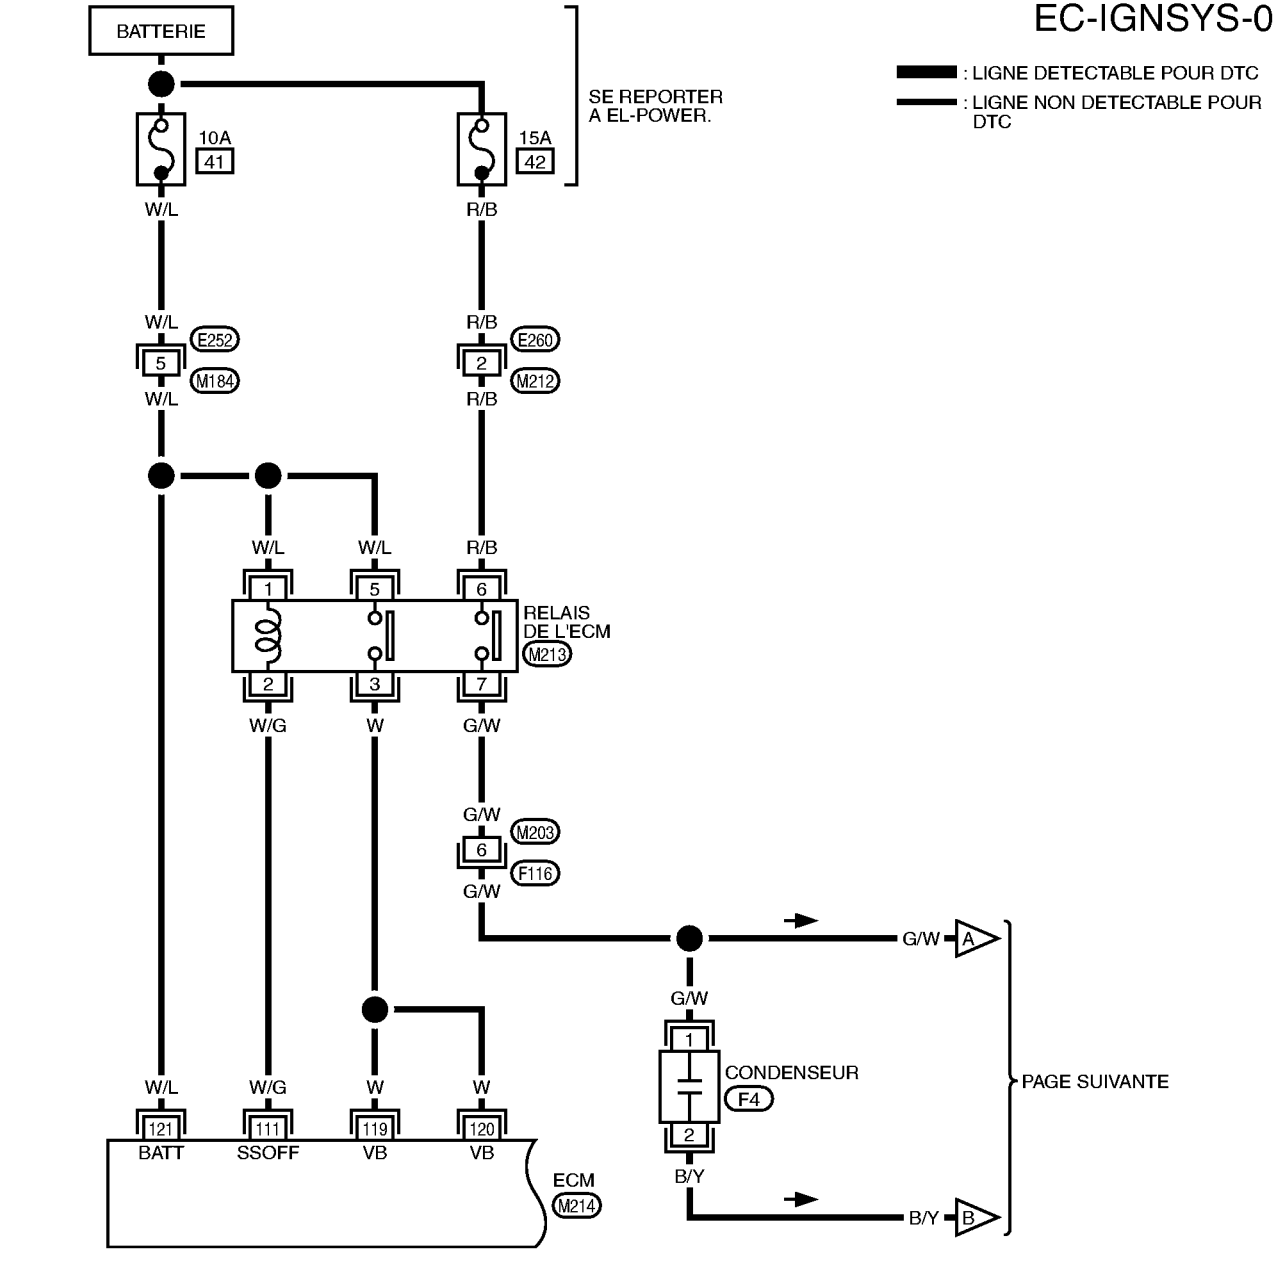 EC-IGNSYS-0
BATTERIE
: LIGNE DETECTABLE POUR DTC
: LIGNE NON DETECTABLE POUR
DTC
SE REPORTER
A EL-POWER.
10A
41
15A
42
W/L
R/B
W/L
R/B
E252
E260
5
2
M184
M212
W/L
R/B
W/L
W/L
R/B
1
5
6
RELAIS
DE L'ECM
M213
2
3
7
W/G
W
G/W
G/W
M203
6
F116
G/W
G/W
A
G/W
1
CONDENSEUR
F4
PAGE SUIVANTE
2
B/Y
B/Y
B
W/L
W/G
W
W
121
111
119
120
BATT
SSOFF
VB
VB
ECM
M214